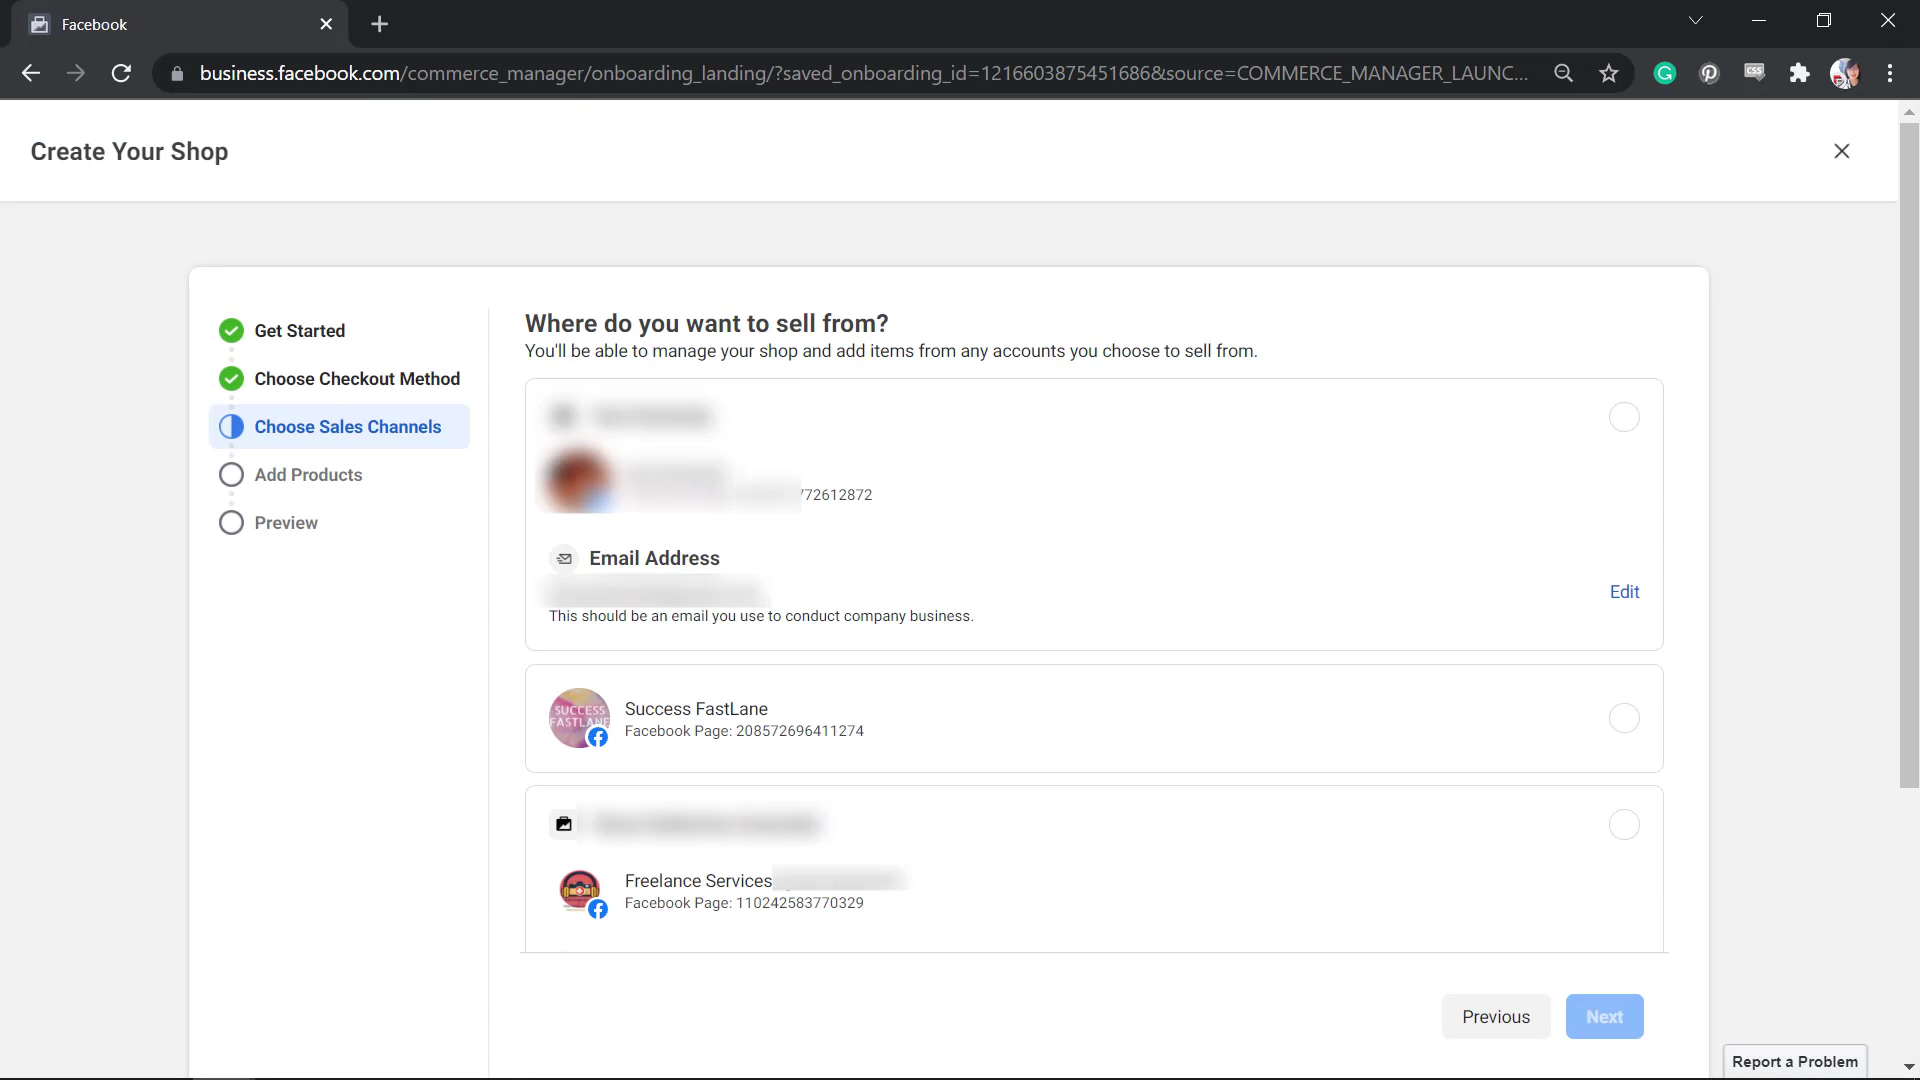 Facebook
business.facebook.com/commerce_manager/onboarding_landing/?saved_onboarding_id=1216603875451686&source=COMMERCE_MANAGER_LAUNC...
Create Your Shop
Get Started
Choose Checkout Method
Choose Sales Channels
Add Products
Preview
Where do you want to sell from?
You'll be able to manage your shop and add items from any accounts you choose to sell from.
772612872
Email Address
Edit
This should be an email you use to conduct company business.
SUCCESS
FASTLANE
Success FastLane
Facebook Page: 208572696411274
Freelance Services
Facebook Page: 110242583770329
Previous
Next
Report a Problem